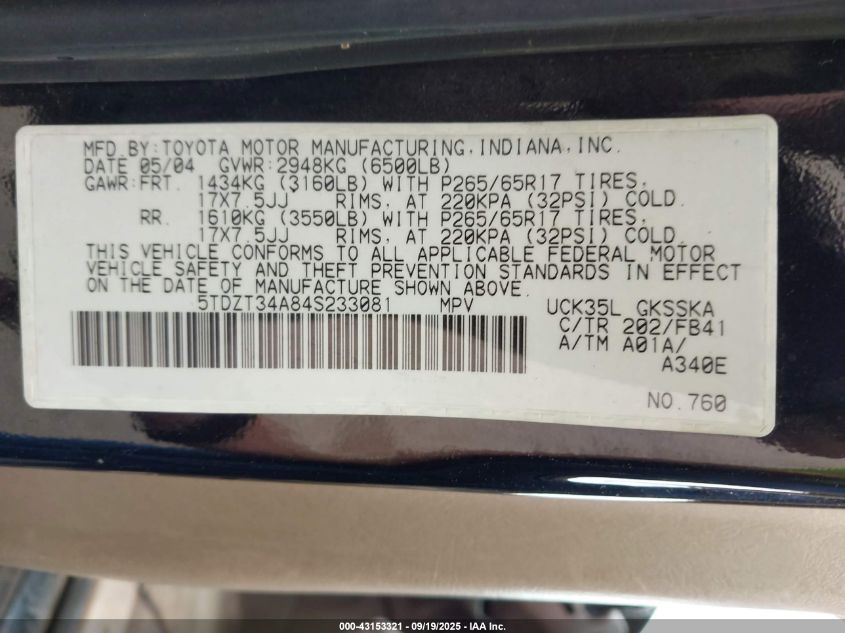 MFD.BY:TOYOTA MOTOR MANUFACTURING,INDIANA,INC.
DATE 05/04 GVWR:2948KG (6500LB)
GAWR:FRT. 1434KG (3160LB) WITH P265/65R17 TIRES,
17X7.5JJ RIMS, AT 220KPA (32PSI) COLD.
RR. 1610KG (3550LB) WITH P265/65R17 TIRES,
17X7.5JJ RIMS, AT 220KPA (32PSI) COLD.
THIS VEHICLE CONFORMS TO ALL APPLICABLE FEDERAL MOTOR
VEHICLE SAFETY AND THEFT PREVENTION STANDARDS IN EFFECT
ON THE DATE OF MANUFACTURE SHOWN ABOVE.
5TDZT34A84S233081 MPV UCK35L GKSSKA
C/TR 202/FB41
A/TM A01A/
A340E
NO.760
000-43153321 - 09/19/2025 - IAA Inc.